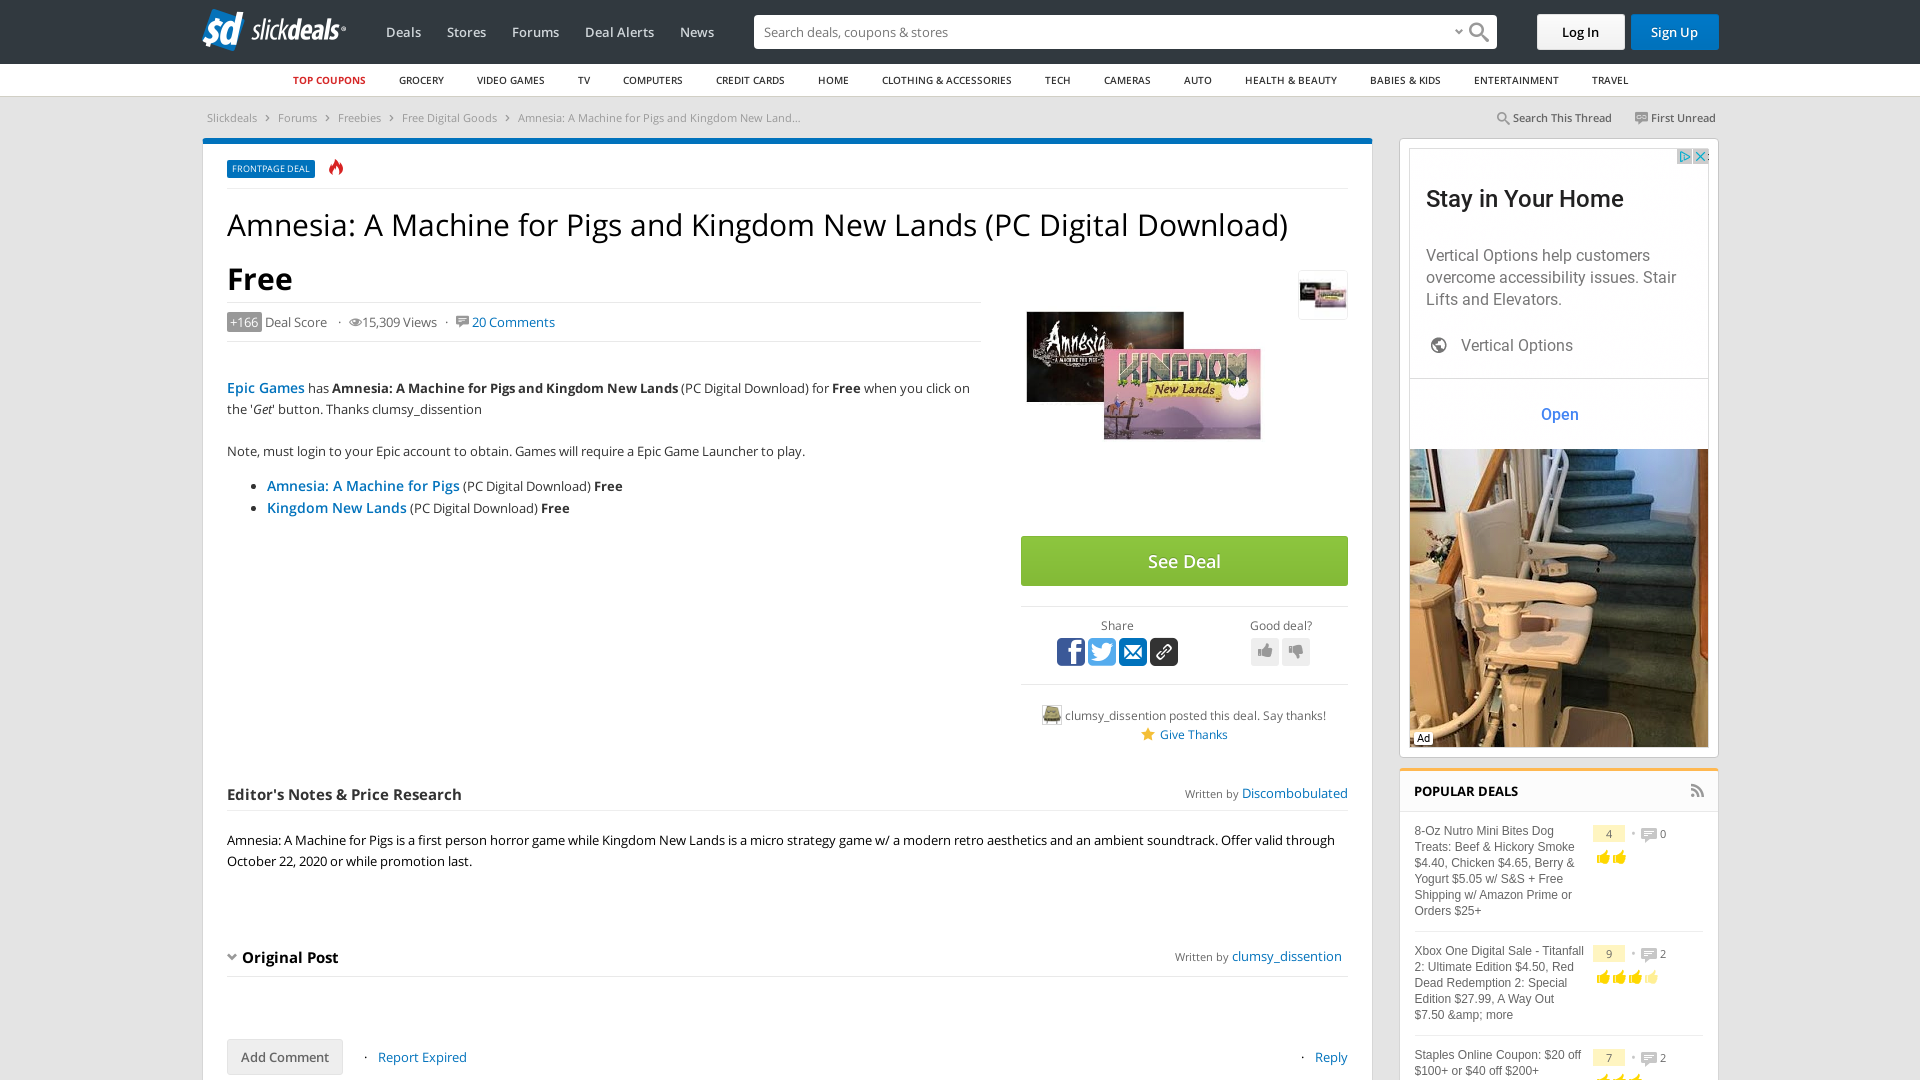 slickdeals
Deals
Stores
Forums
Deal Alerts
News
Search deals, coupons & stores
Log In
Sign Up
TOP COUPONS
GROCERY
VIDEO GAMES
TV
COMPUTERS
CREDIT CARDS
HOME
CLOTHING & ACCESSORIES
TECH
CAMERAS
AUTO
HEALTH & BEAUTY
BABIES & KIDS
ENTERTAINMENT
TRAVEL
Slickdeals › Forums › Freebies › Free Digital Goods › Amnesia: A Machine for Pigs and Kingdom New Land...
Search This Thread
First Unread
FRONTPAGE DEAL
Amnesia: A Machine for Pigs and Kingdom New Lands (PC Digital Download)
Free
+166 Deal Score · 15,309 Views · 20 Comments
Epic Games has Amnesia: A Machine for Pigs and Kingdom New Lands (PC Digital Download) for Free when you click on
the 'Get' button. Thanks clumsy_dissention
Note, must login to your Epic account to obtain. Games will require a Epic Game Launcher to play.
• Amnesia: A Machine for Pigs (PC Digital Download) Free
• Kingdom New Lands (PC Digital Download) Free
Amnesia
A MACHINE FOR PIGS
KINGDOM
New Lands
See Deal
Share
Good deal?
clumsy_dissention posted this deal. Say thanks!
Give Thanks
Editor's Notes & Price Research
Written by Discombobulated
Amnesia: A Machine for Pigs is a first person horror game while Kingdom New Lands is a micro strategy game w/ a modern retro aesthetics and an ambient soundtrack. Offer valid through
October 22, 2020 or while promotion last.
Original Post
Written by clumsy_dissention
Add Comment
· Report Expired
· Reply
Stay in Your Home
Vertical Options help customers
overcome accessibility issues. Stair
Lifts and Elevators.
Vertical Options
Open
Ad
POPULAR DEALS
8-Oz Nutro Mini Bites Dog
Treats: Beef & Hickory Smoke
$4.40, Chicken $4.65, Berry &
Yogurt $5.05 w/ S&S + Free
Shipping w/ Amazon Prime or
Orders $25+
4 • 0
Xbox One Digital Sale - Titanfall
2: Ultimate Edition $4.50, Red
Dead Redemption 2: Special
Edition $27.99, A Way Out
$7.50 &amp; more
9 • 2
Staples Online Coupon: $20 off
$100+ or $40 off $200+
7 • 2